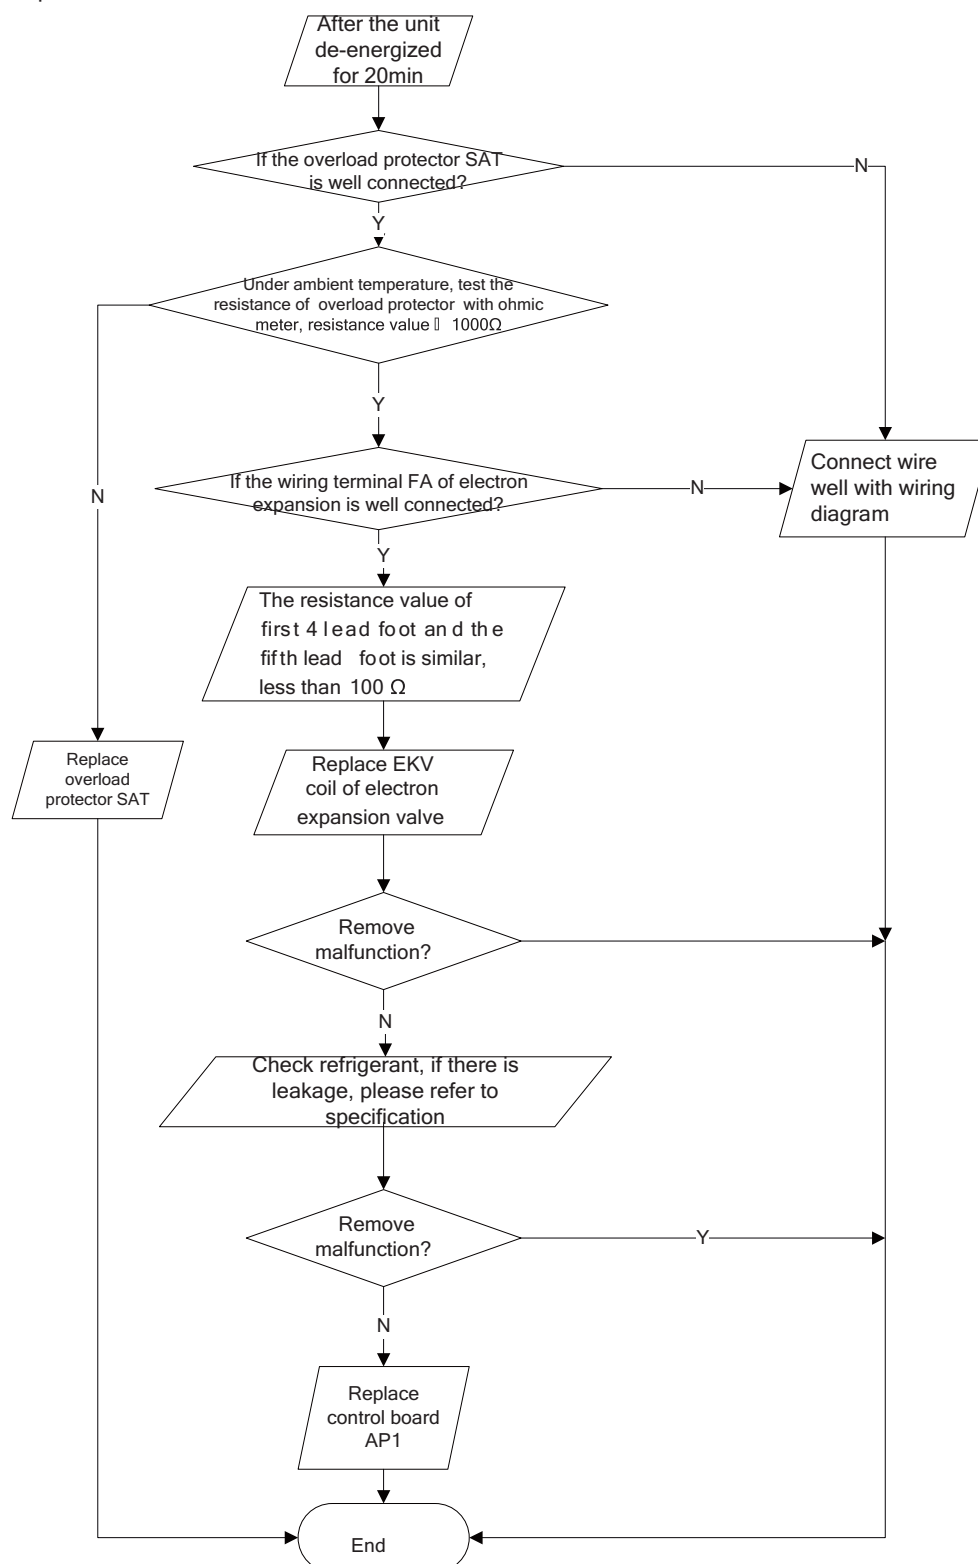 After the unit
de-energized
for 20min
If the overload protector SAT
is well connected?
N
Y
Under ambient temperature, test the
resistance of overload protector with ohmic
meter, resistance value 1000Ω
Y
N
If the wiring terminal FA of electron
expansion is well connected?
N
Connect wire
well with wiring
diagram
Y
The resistance value of
first 4 lead foot and the
fifth lead foot is similar,
less than 100 Ω
Replace
overload
protector SAT
Replace EKV
coil of electron
expansion valve
Remove
malfunction?
N
Check refrigerant, if there is
leakage, please refer to
specification
Remove
malfunction?
Y
N
Replace
control board
AP1
End